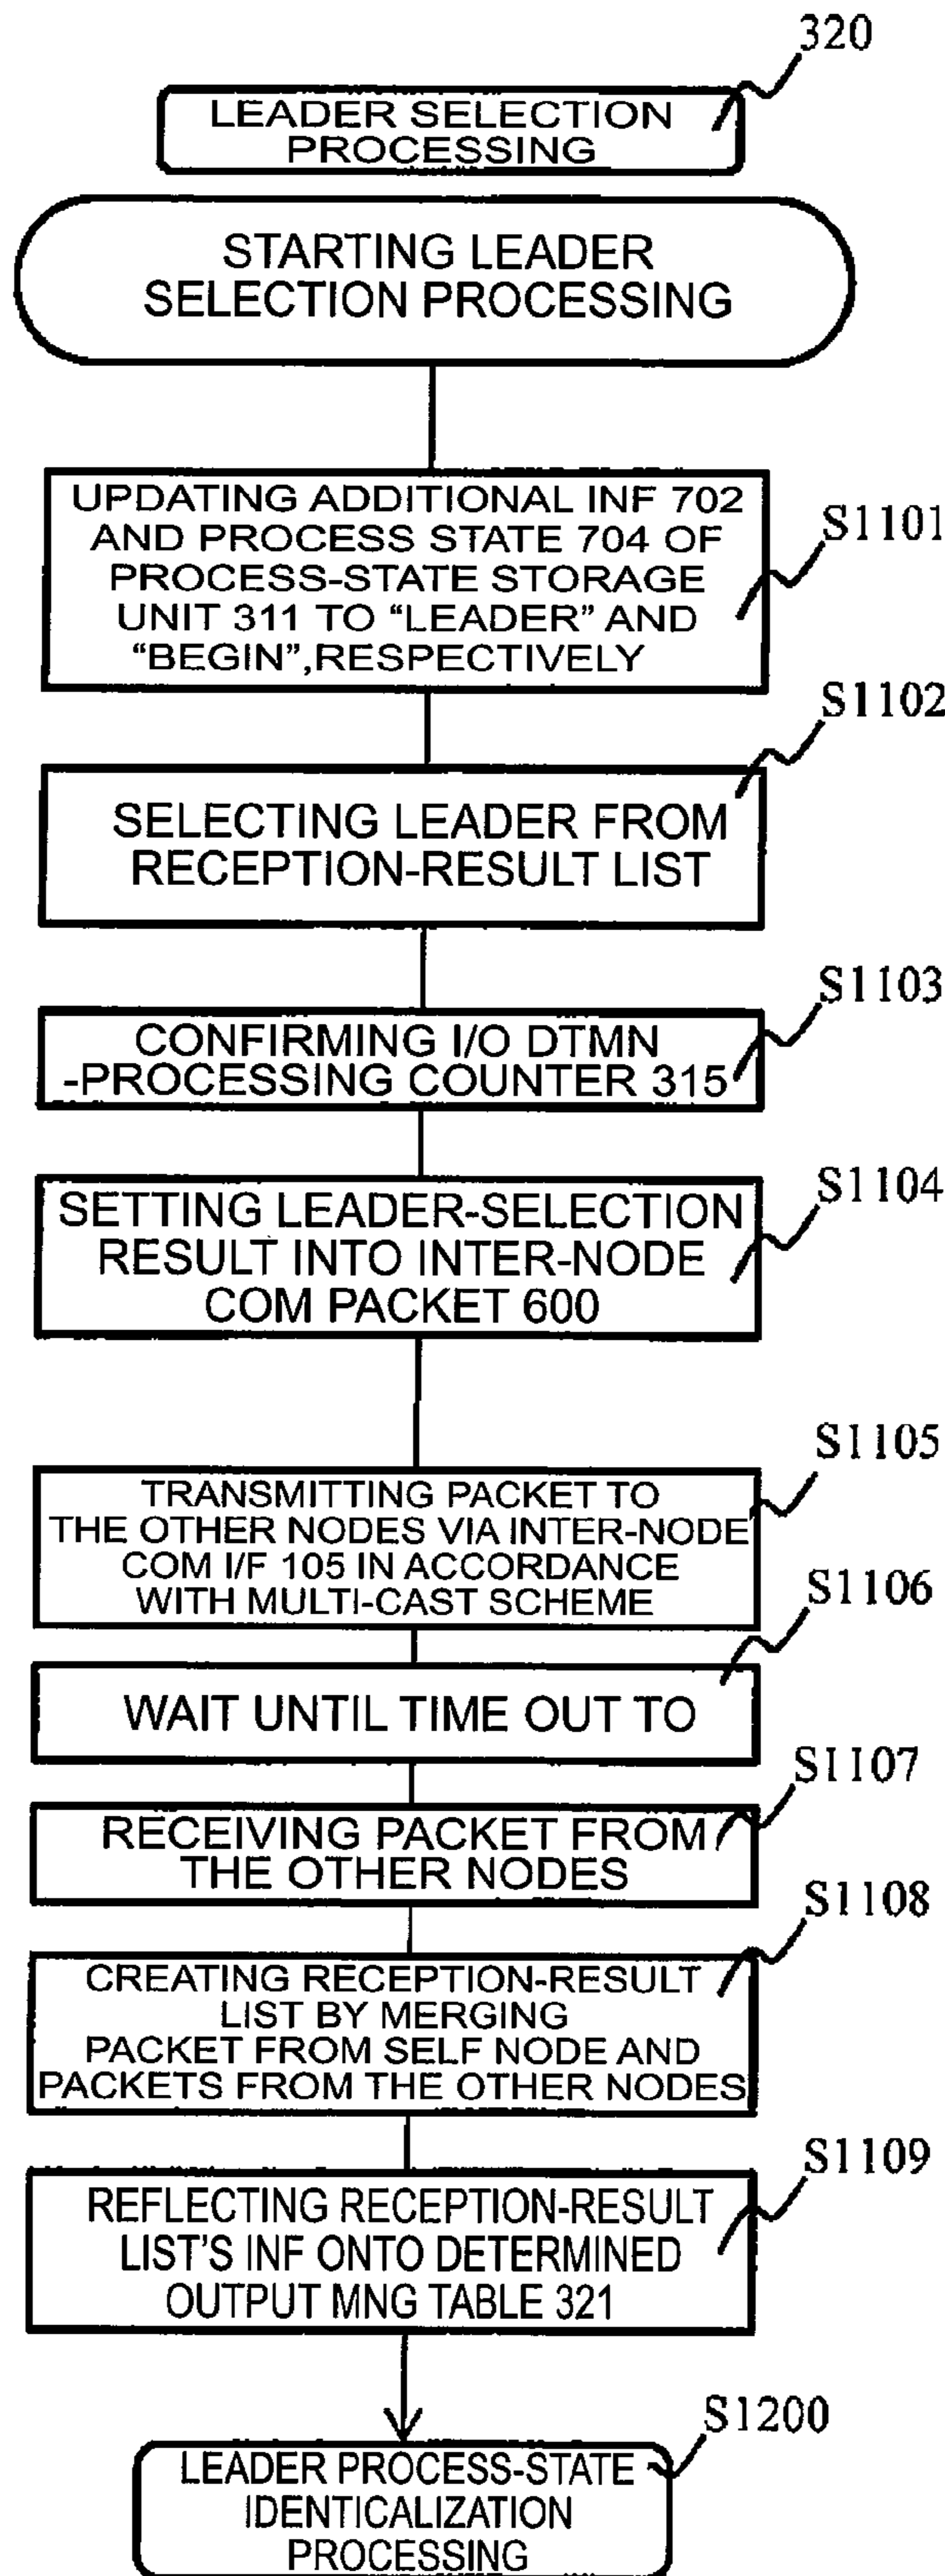 320
LEADER SELECTION
PROCESSING
STARTING LEADER
SELECTION PROCESSING
S1101
UPDATING ADDITIONAL INF 702
AND PROCESS STATE 704 OF
PROCESS-STATE STORAGE
UNIT 311 TO “LEADER” AND
“BEGIN”,RESPECTIVELY
S1102
SELECTING LEADER FROM
RECEPTION-RESULT LIST
S1103
CONFIRMING I/O DTMN
-PROCESSING COUNTER 315
S1104
SETTING LEADER-SELECTION
RESULT INTO INTER-NODE
COM PACKET 600
S1105
TRANSMITTING PACKET TO
THE OTHER NODES VIA INTER-NODE
COM I/F 105 IN ACCORDANCE
WITH MULTI-CAST SCHEME
S1106
WAIT UNTIL TIME OUT TO
S1107
RECEIVING PACKET FROM
THE OTHER NODES
S1108
CREATING RECEPTION-RESULT
LIST BY MERGING
PACKET FROM SELF NODE AND
PACKETS FROM THE OTHER NODES
S1109
REFLECTING RECEPTION-RESULT
LIST'S INF ONTO DETERMINED
OUTPUT MNG TABLE 321
S1200
LEADER PROCESS-STATE
IDENTICALIZATION
PROCESSING